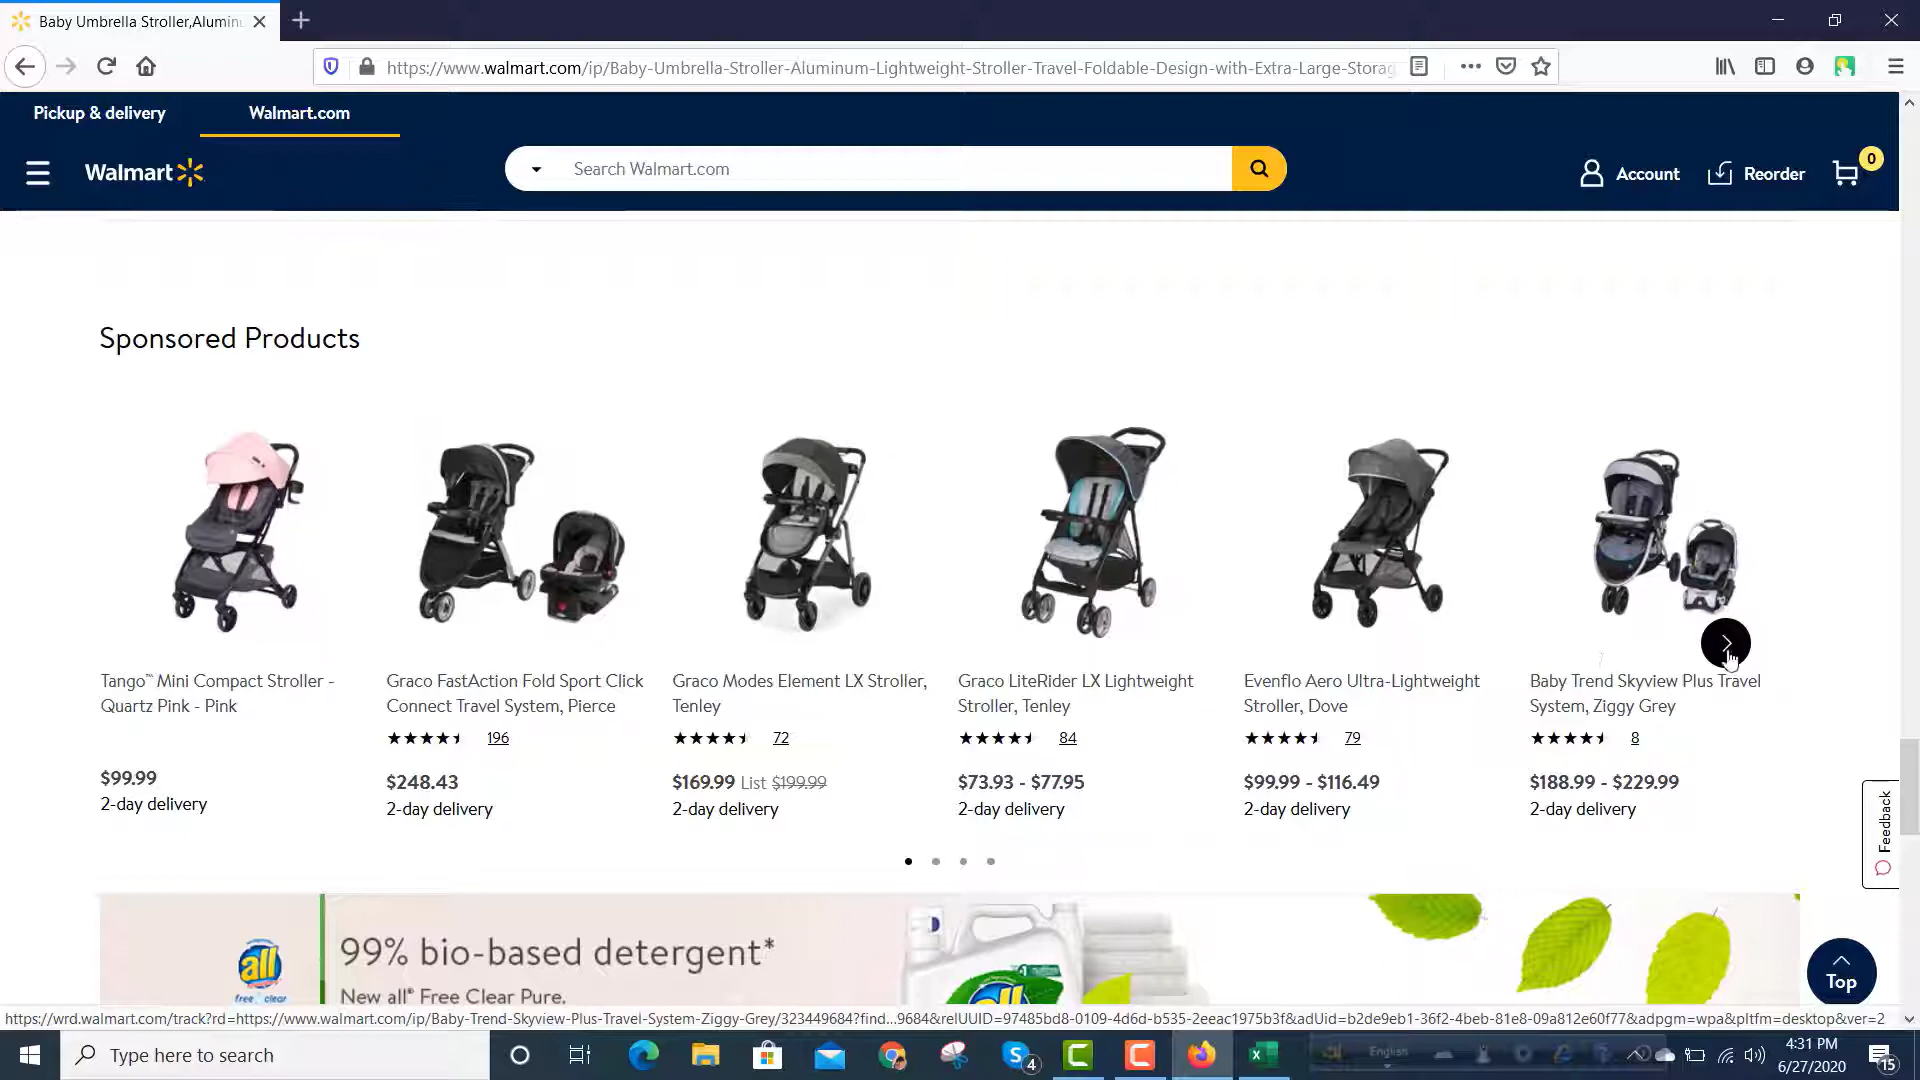 Baby Umbrella Stroller,Alumin
https://www.walmart.com/ip/Baby-Umbrella-Stroller-Aluminum-Lightweight-Stroller-Travel-Foldable-Design-with-Extra-Large-Storag
Pickup & delivery
Walmart.com
Walmart
Search Walmart.com
Account
Reorder
0
Sponsored Products
Tango™ Mini Compact Stroller -
Quartz Pink - Pink
$99.99
2-day delivery
Graco FastAction Fold Sport Click
Connect Travel System, Pierce
196
$248.43
2-day delivery
Graco Modes Element LX Stroller,
Tenley
72
$169.99 List $199.99
2-day delivery
Graco LiteRider LX Lightweight
Stroller, Tenley
84
$73.93 - $77.95
2-day delivery
Evenflo Aero Ultra-Lightweight
Stroller, Dove
79
$99.99 - $116.49
2-day delivery
Baby Trend Skyview Plus Travel
System, Ziggy Grey
8
$188.99 - $229.99
2-day delivery
Feedback
all
free clear
99% bio-based detergent*
New all® Free Clear Pure.
all
Top
https://wrd.walmart.com/track?rd=https://www.walmart.com/ip/Baby-Trend-Skyview-Plus-Travel-System-Ziggy-Grey/323449684?find...9684&relUUID=97485bd8-0109-4d6d-b535-2eeac1975b3f&adUid=b2de9eb1-36f2-4beb-81e8-09a812e60f77&adpgm=wpa&pltfm=desktop&ver=2
Type here to search
4
English
4:31 PM
6/27/2020
15